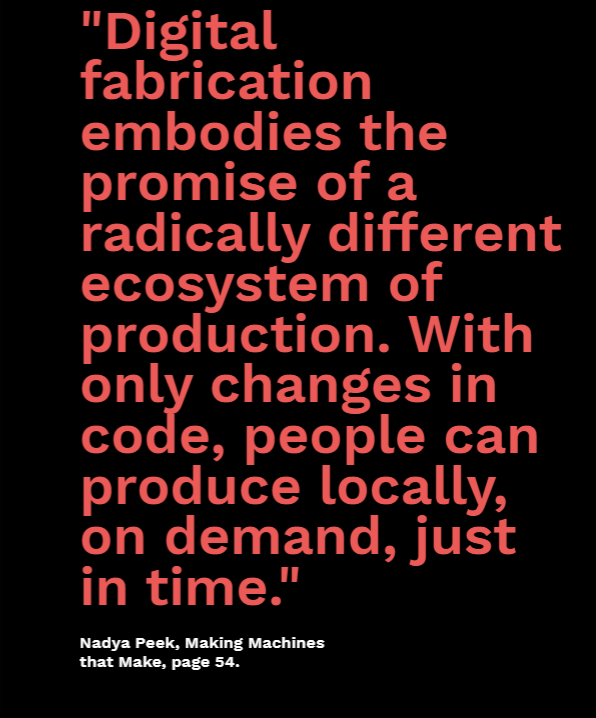 "Digital
fabrication
embodies the
promise of a
radically different
ecosystem of
production. With
only changes in
code, people can
produce locally,
on demand, just
in time."
Nadya Peek, Making Machines
that Make, page 54.